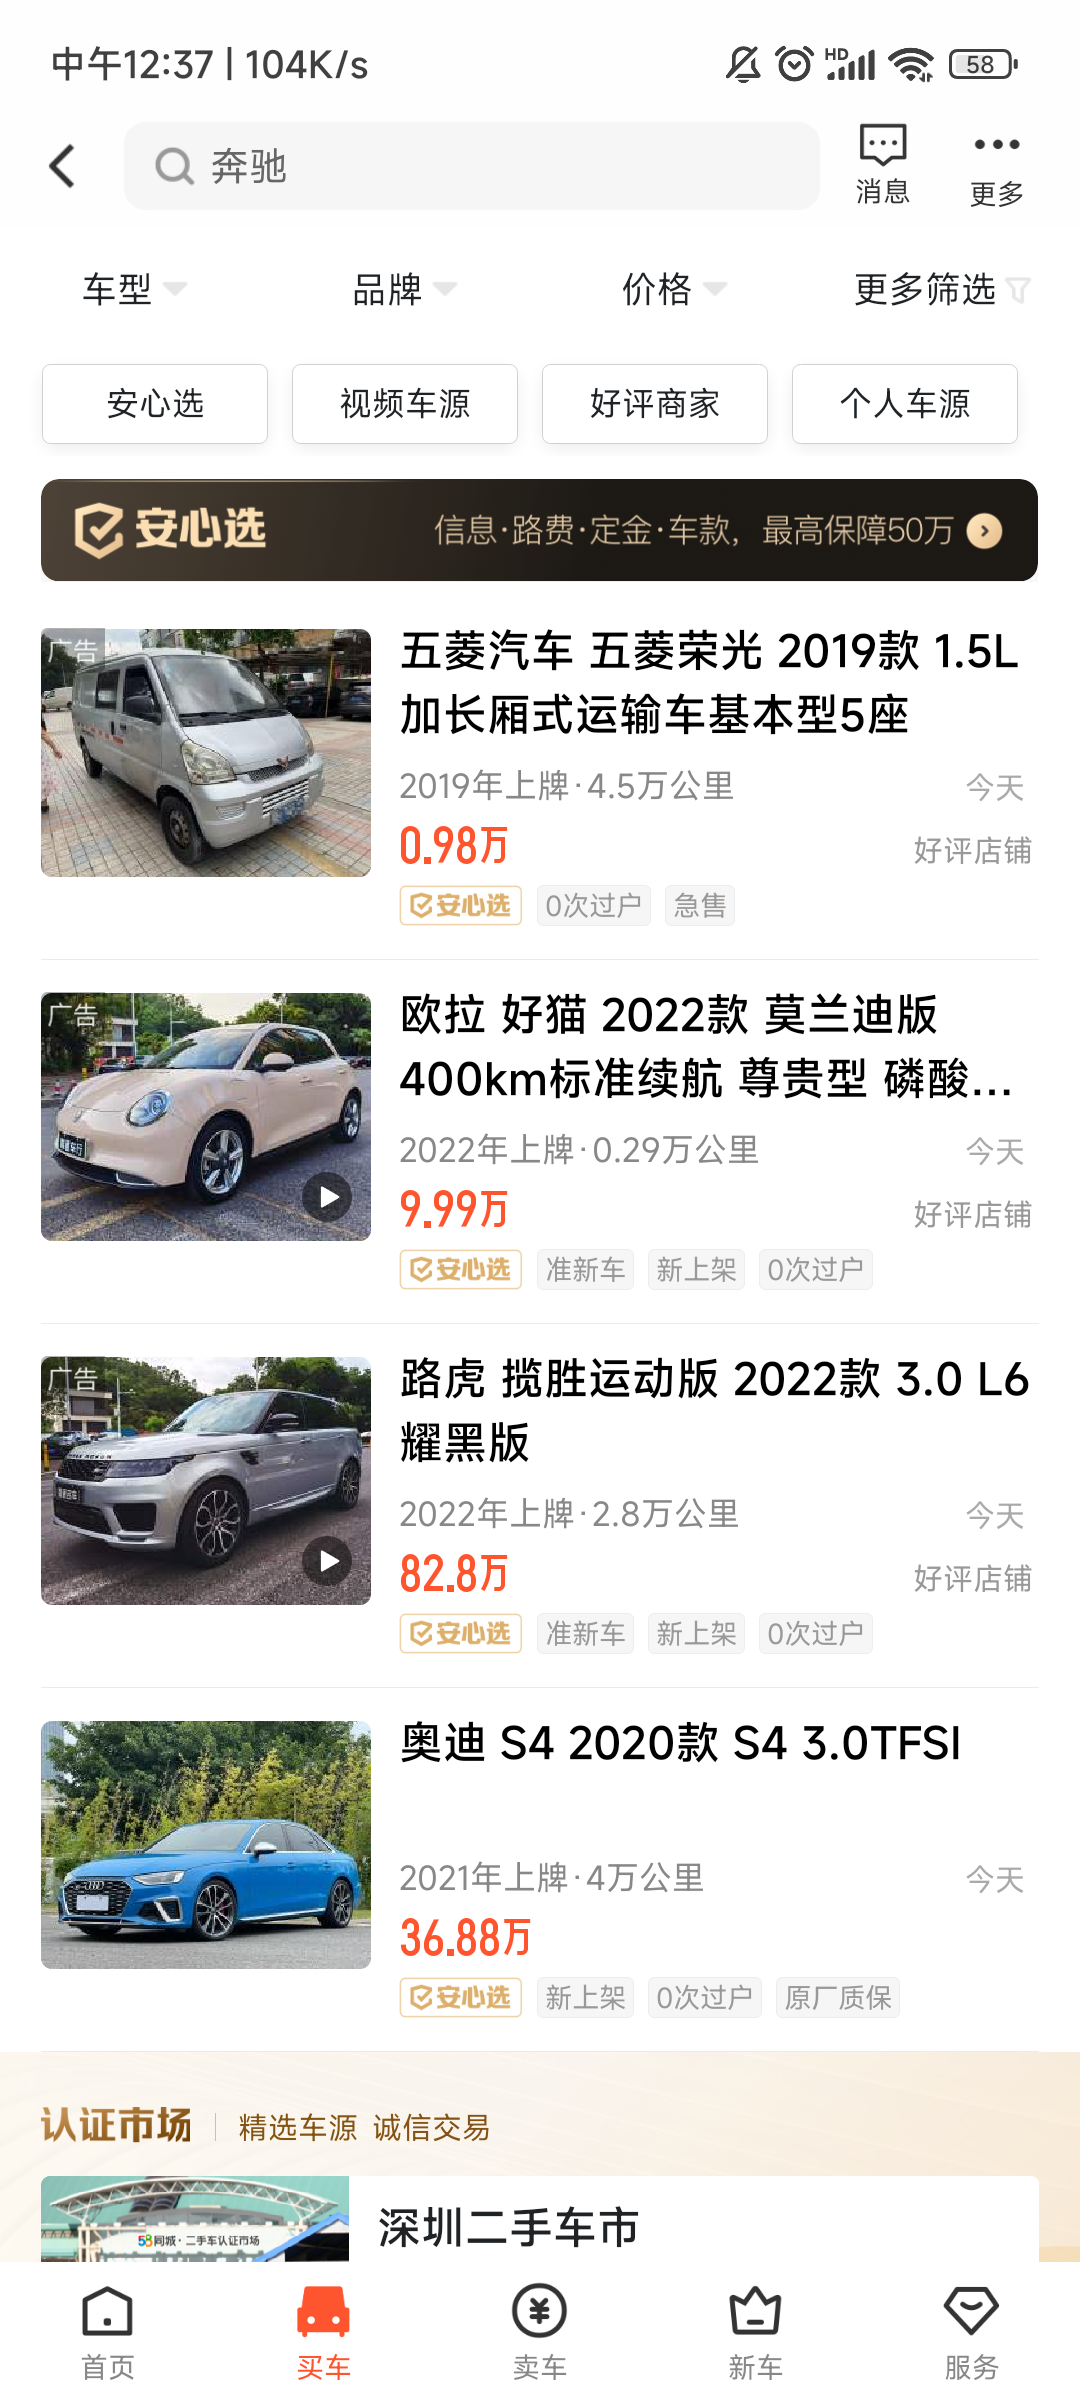 中午12:37 | 104K/s
HD
58
奔驰
消息
更多
车型
品牌
价格
更多筛选
安心选
视频车源
好评商家
个人车源
安心选
信息·路费·定金·车款，最高保障50万
广告
五菱汽车 五菱荣光 2019款 1.5L
加长厢式运输车基本型5座
2019年上牌·4.5万公里
今天
0.98万
好评店铺
安心选 0次过户 急售
广告
欧拉 好猫 2022款 莫兰迪版
400km标准续航 尊贵型 磷酸...
2022年上牌·0.29万公里
今天
9.99万
好评店铺
安心选 准新车 新上架 0次过户
广告
路虎 揽胜运动版 2022款 3.0 L6
耀黑版
2022年上牌·2.8万公里
今天
82.8万
好评店铺
安心选 准新车 新上架 0次过户
奥迪 S4 2020款 S4 3.0TFSI
2021年上牌·4万公里
今天
36.88万
安心选 新上架 0次过户 原厂质保
认证市场
精选车源 诚信交易
58同城·二手车认证市场
深圳二手车市
首页
买车
卖车
新车
服务